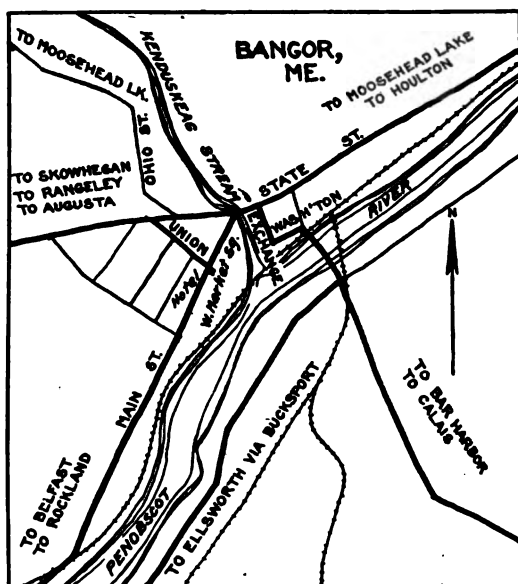 BANGOR,
ME.
TO MOOSEHEAD LK.
OHIO ST.
KENDUSKEAG STREAM
TO MOOSEHEAD LAKE
TO HOULTON
STATE ST.
TO SKOWHEGAN
TO RANGELEY
TO AUGUSTA
UNION
Hotel
W. Market Sq.
EXCHANGE
WASH'TON
RIVER
N
MAIN ST.
TO BAR HARBOR
TO CALAIS
TO ELLSWORTH VIA BUCKSPORT
TO BELFAST
TO ROCKLAND
PENOBSCOT